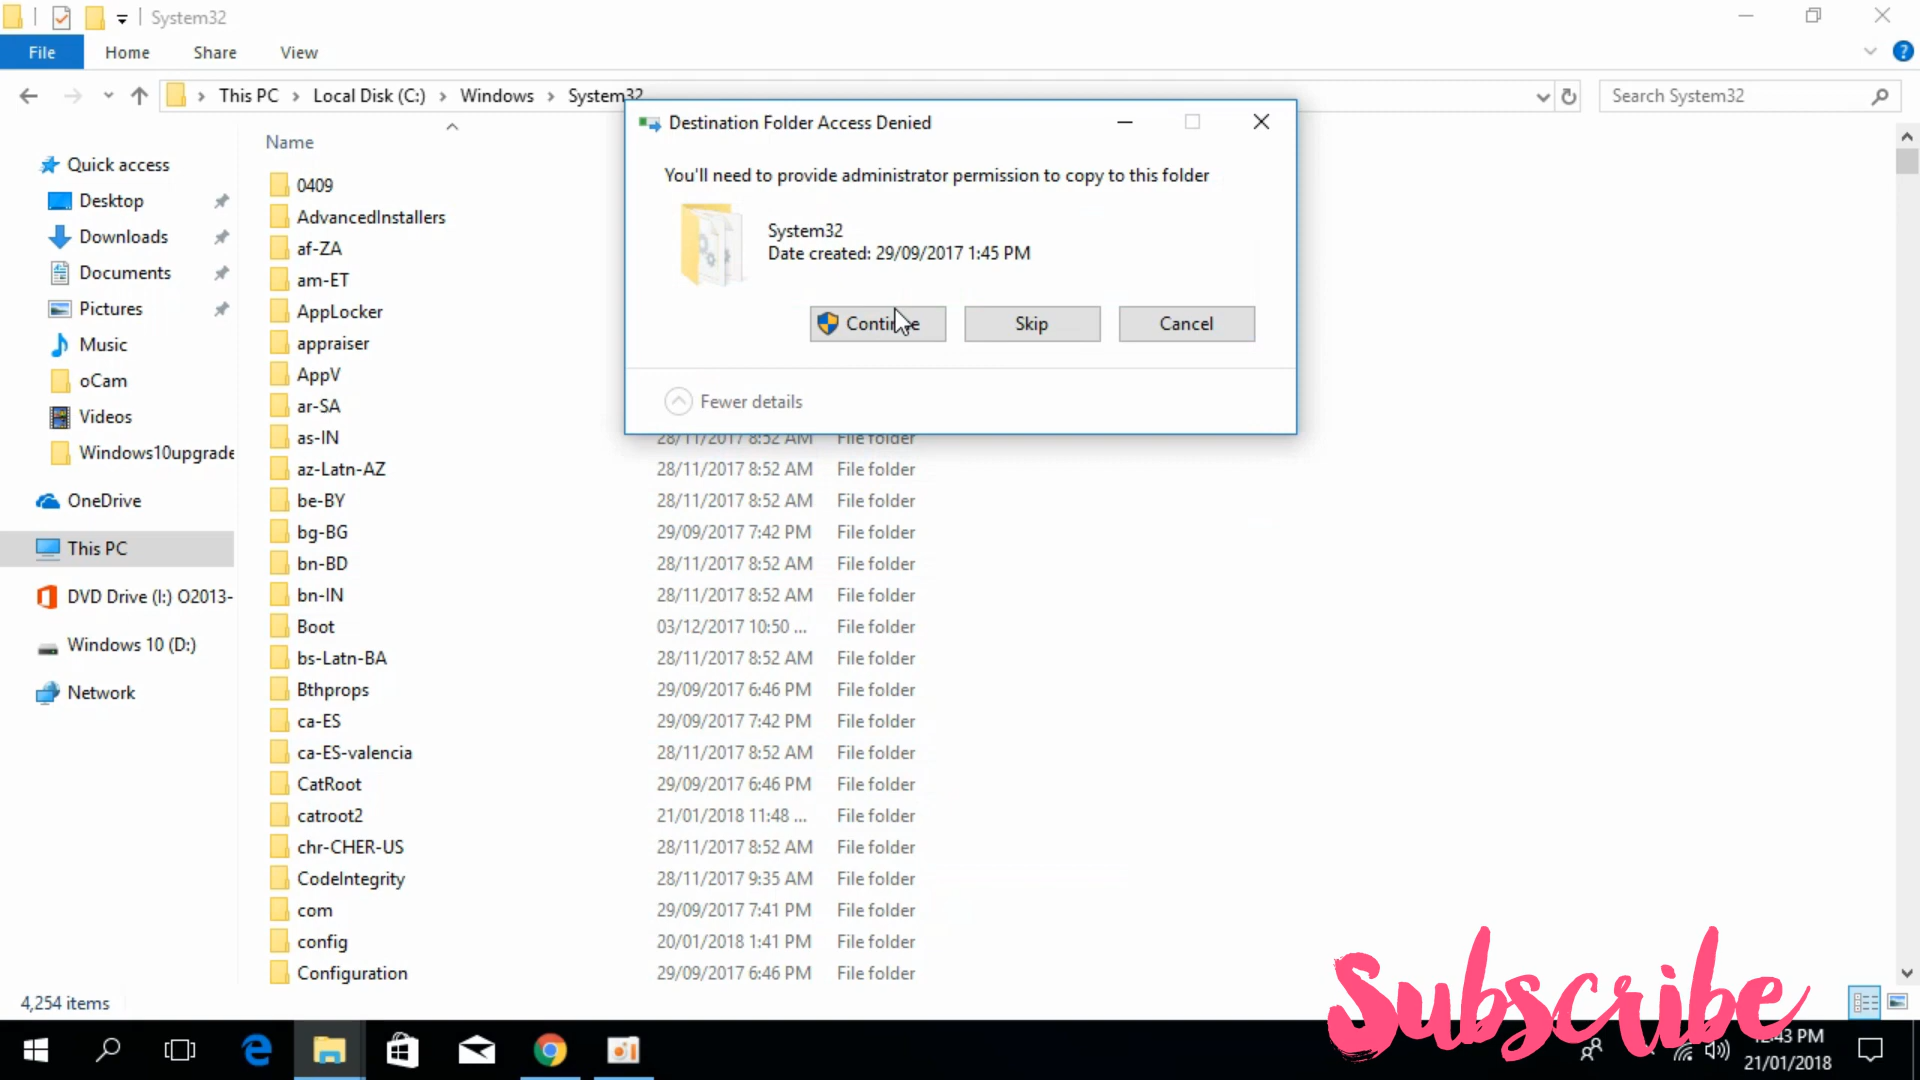 System32
File Home Share View
This PC Local Disk (C:) Windows System32
Search System32
Name
Quick access
Desktop
Downloads
Documents
Pictures
Music
oCam
Videos
Windows10upgrade
OneDrive
This PC
DVD Drive (I:) O2013-
Windows 10 (D:)
Network
0409
AdvancedInstallers
af-ZA
am-ET
AppLocker
appraiser
AppV
ar-SA
as-IN 28/11/2017 8:52 AM File folder
az-Latn-AZ 28/11/2017 8:52 AM File folder
be-BY 28/11/2017 8:52 AM File folder
bg-BG 29/09/2017 7:42 PM File folder
bn-BD 28/11/2017 8:52 AM File folder
bn-IN 28/11/2017 8:52 AM File folder
Boot 03/12/2017 10:50 ... File folder
bs-Latn-BA 28/11/2017 8:52 AM File folder
Bthprops 29/09/2017 6:46 PM File folder
ca-ES 29/09/2017 7:42 PM File folder
ca-ES-valencia 28/11/2017 8:52 AM File folder
CatRoot 29/09/2017 6:46 PM File folder
catroot2 21/01/2018 11:48 ... File folder
chr-CHER-US 28/11/2017 8:52 AM File folder
CodeIntegrity 28/11/2017 9:35 AM File folder
com 29/09/2017 7:41 PM File folder
config 20/01/2018 1:41 PM File folder
Configuration 29/09/2017 6:46 PM File folder
Destination Folder Access Denied
You'll need to provide administrator permission to copy to this folder
System32
Date created: 29/09/2017 1:45 PM
Continue Skip Cancel
Fewer details
4,254 items
Subscribe
12:43 PM
21/01/2018